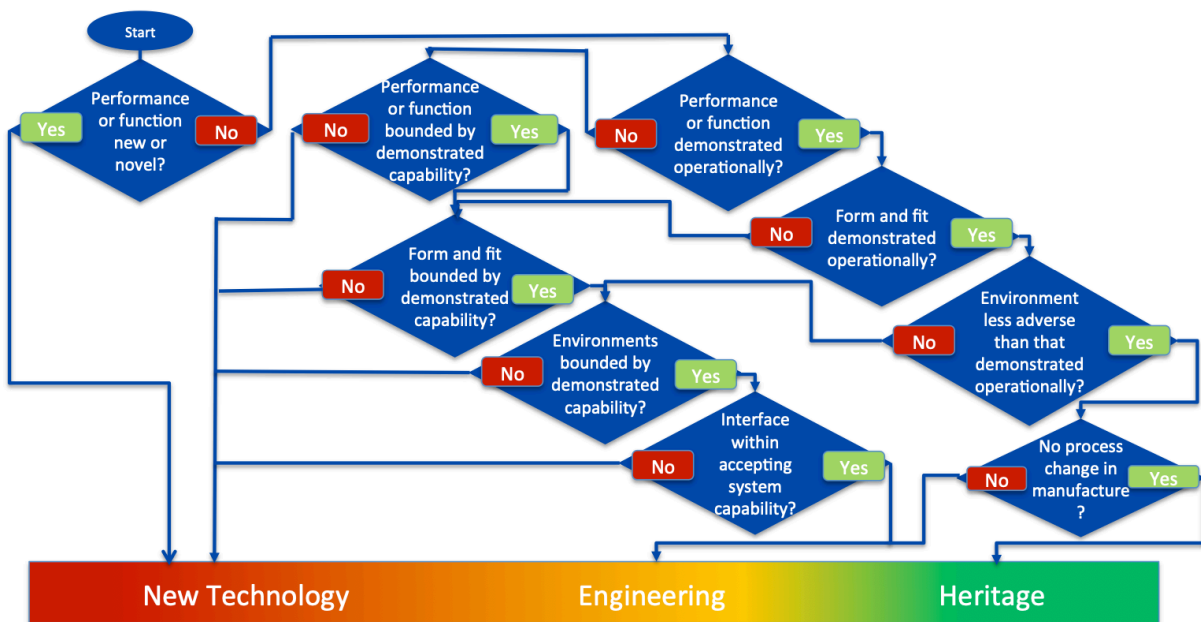 Start
Performance
or function
new or
novel?
Yes
No
Performance
or function
bounded by
demonstrated
capability?
No
Yes
Performance
or function
demonstrated
operationally?
No
Yes
Form and fit
demonstrated
operationally?
No
Yes
Form and fit
bounded by
demonstrated
capability?
No
Yes
Environment
less adverse
than that
demonstrated
operationally?
No
Yes
Environments
bounded by
demonstrated
capability?
No
Yes
Interface
within
accepting
system
capability?
No
Yes
No process
change in
manufacture
?
No
Yes
New Technology
Engineering
Heritage